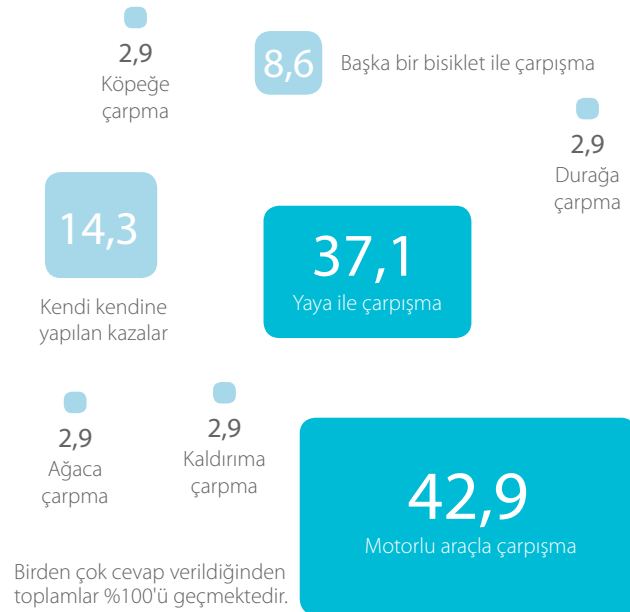 2,9
Köpeğe
çarpma
8,6
Başka bir bisiklet ile çarpışma
2,9
Durağa
çarpma
14,3
Kendi kendine
yapılan kazalar
37,1
Yaya ile çarpışma
2,9
Ağaca
çarpma
2,9
Kaldırıma
çarpma
42,9
Motorlu araçla çarpışma
Birden çok cevap verildiğinden
toplamlar %100'ü geçmektedir.